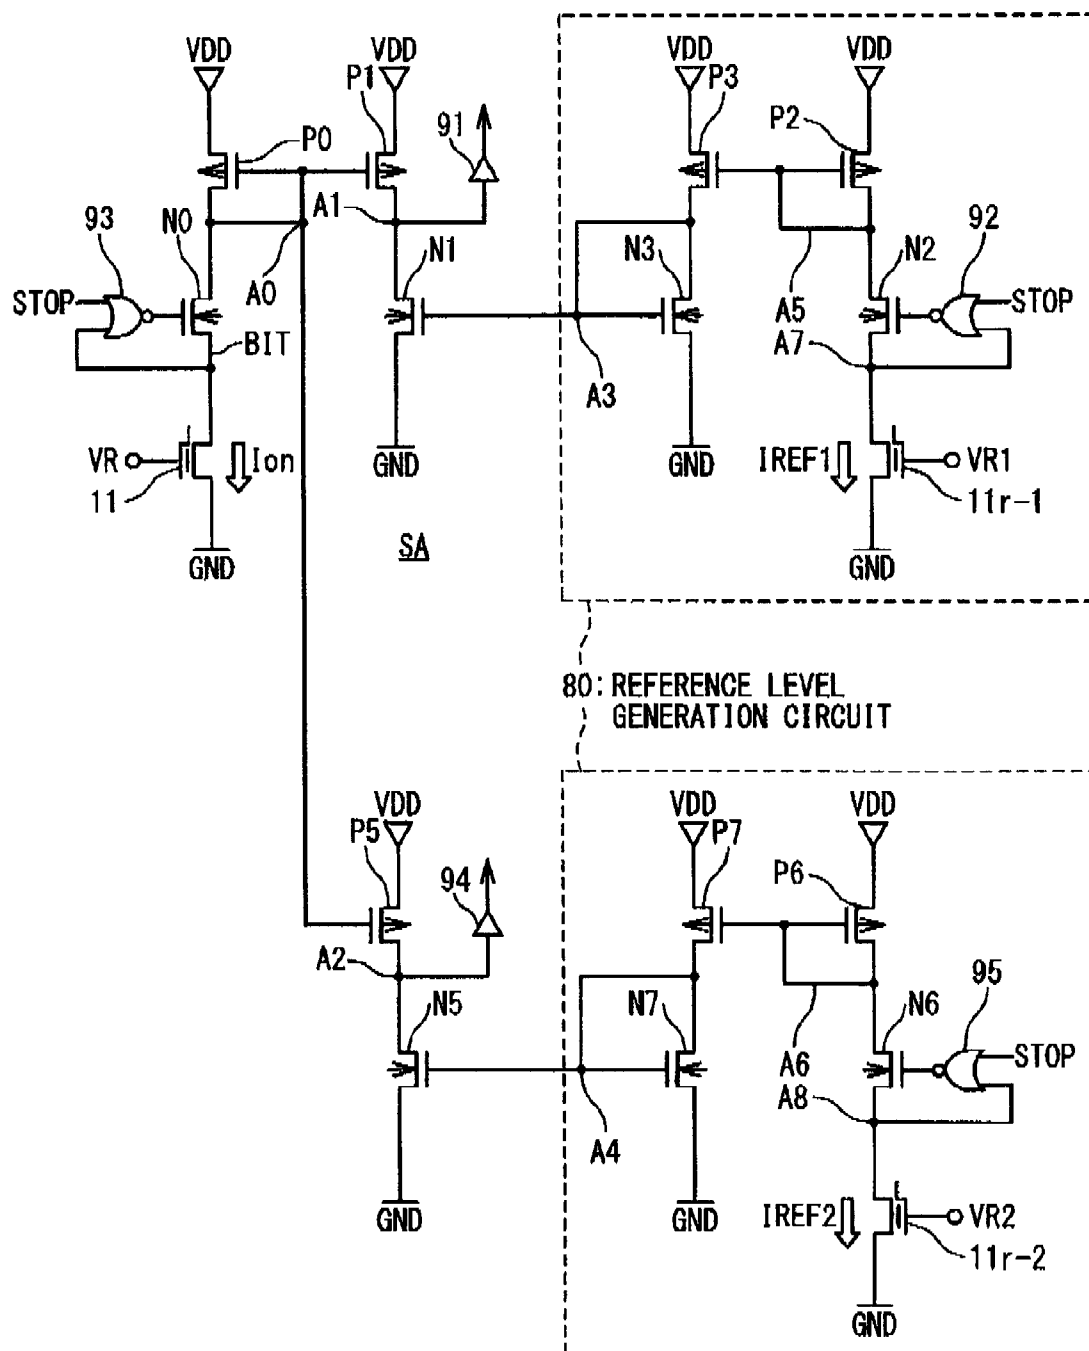 VDD
VDD
VDD
VDD
P1
P3
P0
91
P2
93
N0
A1
N1
N3
N2
92
STOP
A0
A5
STOP
BIT
A7
A3
VR
Ion
GND
GND
IREF1
VR1
11
11r-1
GND
SA
GND
80: REFERENCE LEVEL
GENERATION CIRCUIT
VDD
VDD
VDD
P5
P7
94
P6
A2
N5
N7
N6
95
A6
STOP
A8
A4
GND
GND
IREF2
VR2
11r-2
GND